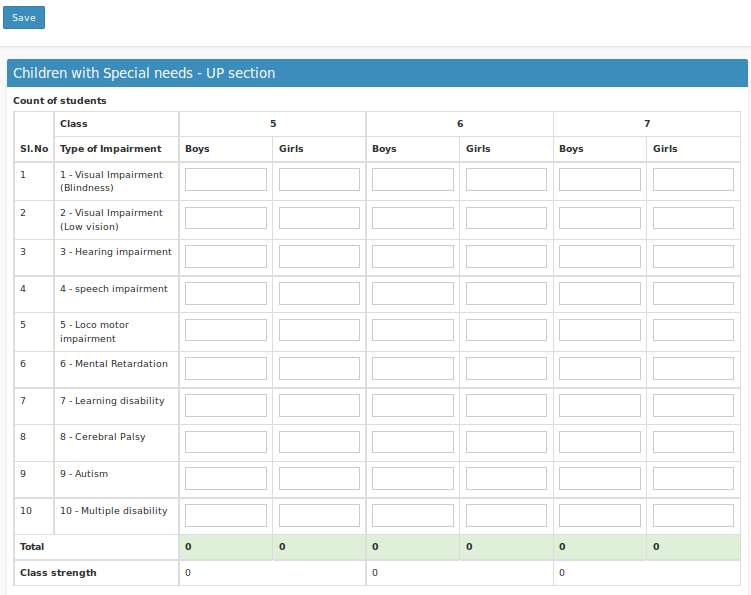 Save
Children with Special needs - UP section
Count of students
Class 5 6 7
Sl.No Type of Impairment Boys Girls Boys Girls Boys Girls
1 1 - Visual Impairment
(Blindness)
2 2 - Visual Impairment
(Low vision)
3 3 - Hearing impairment
4 4 - speech impairment
5 5 - Loco motor
impairment
6 6 - Mental Retardation
7 7 - Learning disability
8 8 - Cerebral Palsy
9 9 - Autism
10 10 - Multiple disability
Total 0 0 0 0 0 0
Class strength 0 0 0